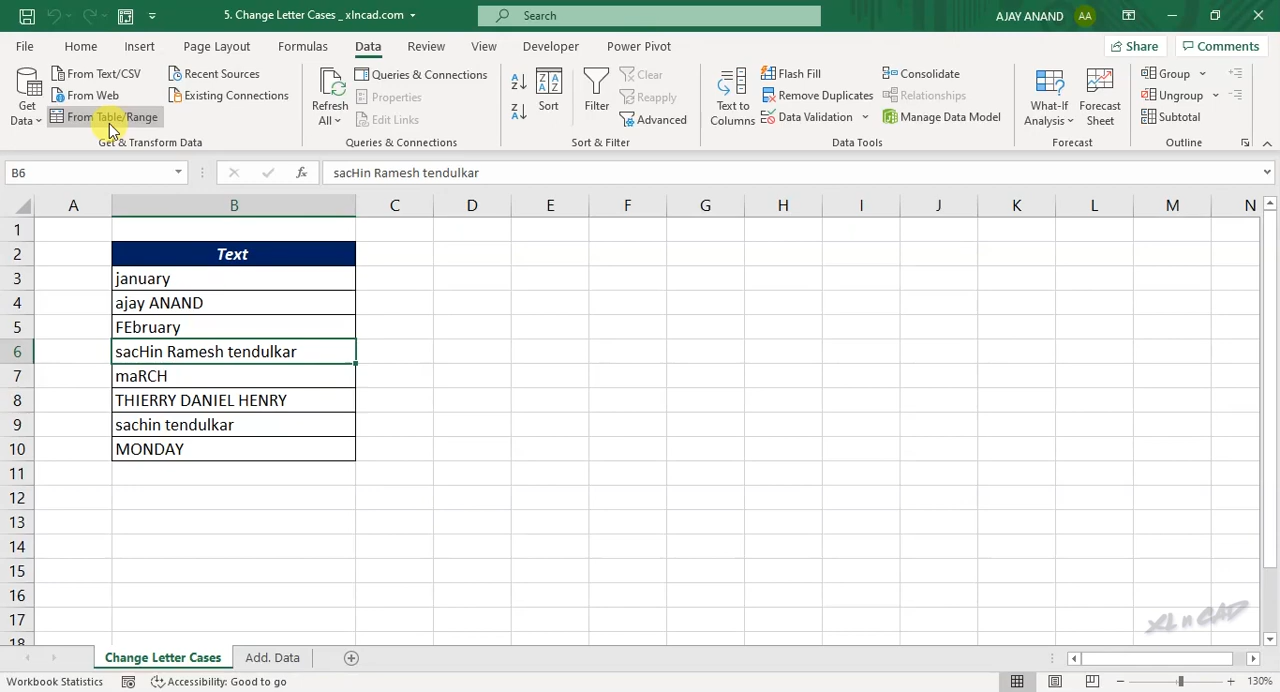 5. Change Letter Cases _ xlncad.com
Search
AJAY ANAND AA
File Home Insert Page Layout Formulas Data Review View Developer Power Pivot Share Comments
Get Data
From Text/CSV
From Web
From Table/Range
Recent Sources
Existing Connections
Get & Transform Data
Refresh All
Queries & Connections
Properties
Edit Links
Queries & Connections
Sort
Filter
Clear
Reapply
Advanced
Sort & Filter
Text to Columns
Flash Fill
Remove Duplicates
Data Validation
Consolidate
Relationships
Manage Data Model
Data Tools
What-If Analysis
Forecast Sheet
Forecast
Group
Ungroup
Subtotal
Outline
B6 fx sacHin Ramesh tendulkar
A B C D E F G H I J K L M N
1
2 Text
3 january
4 ajay ANAND
5 FEbruary
6 sacHin Ramesh tendulkar
7 maRCH
8 THIERRY DANIEL HENRY
9 sachin tendulkar
10 MONDAY
11
12
13
14
15
16
17
18
XL n CAD
Change Letter Cases Add. Data
Workbook Statistics Accessibility: Good to go 130%